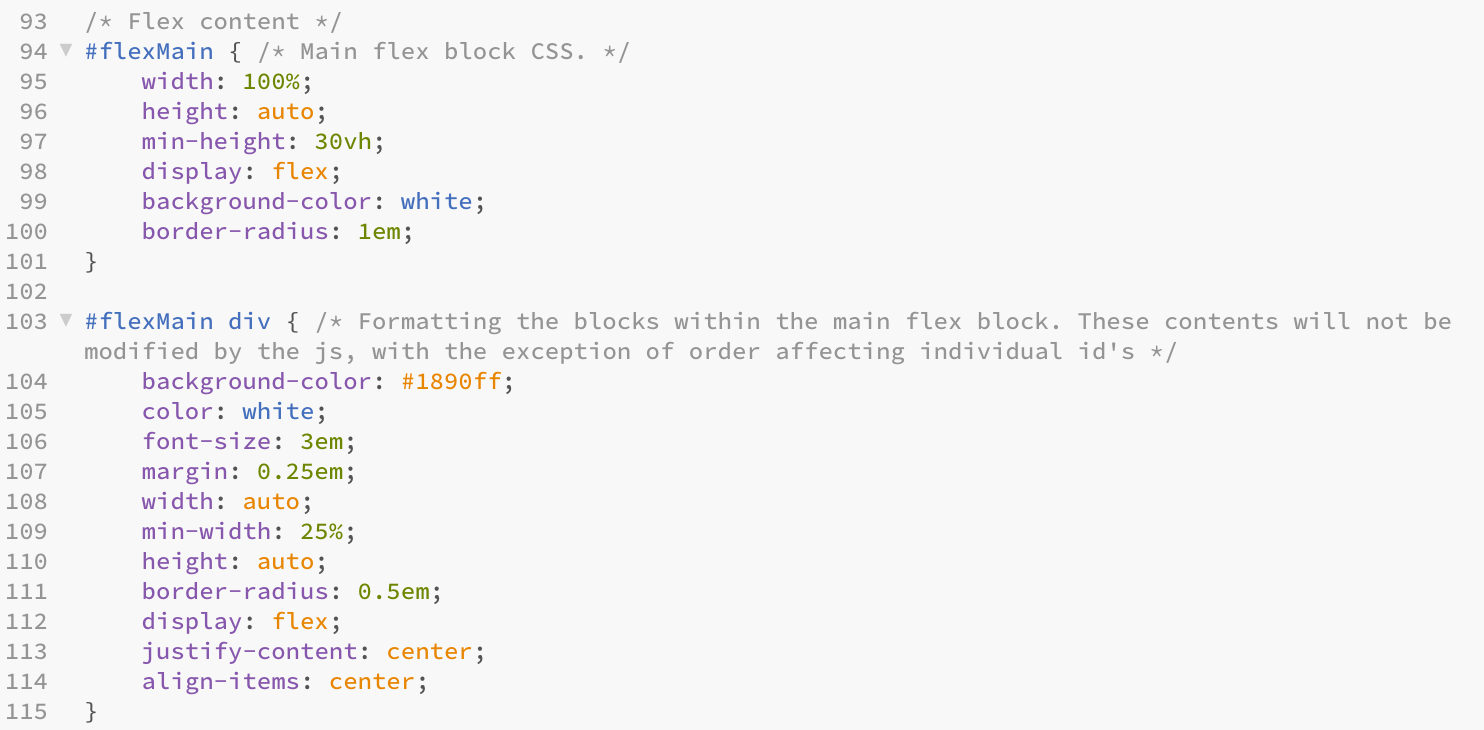 93 /* Flex content */
94 ▼ #flexMain { /* Main flex block CSS. */
95 width: 100%;
96 height: auto;
97 min-height: 30vh;
98 display: flex;
99 background-color: white;
100 border-radius: 1em;
101 }
102
103 ▼ #flexMain div { /* Formatting the blocks within the main flex block. These contents will not be
modified by the js, with the exception of order affecting individual id's */
104 background-color: #1890ff;
105 color: white;
106 font-size: 3em;
107 margin: 0.25em;
108 width: auto;
109 min-width: 25%;
110 height: auto;
111 border-radius: 0.5em;
112 display: flex;
113 justify-content: center;
114 align-items: center;
115 }